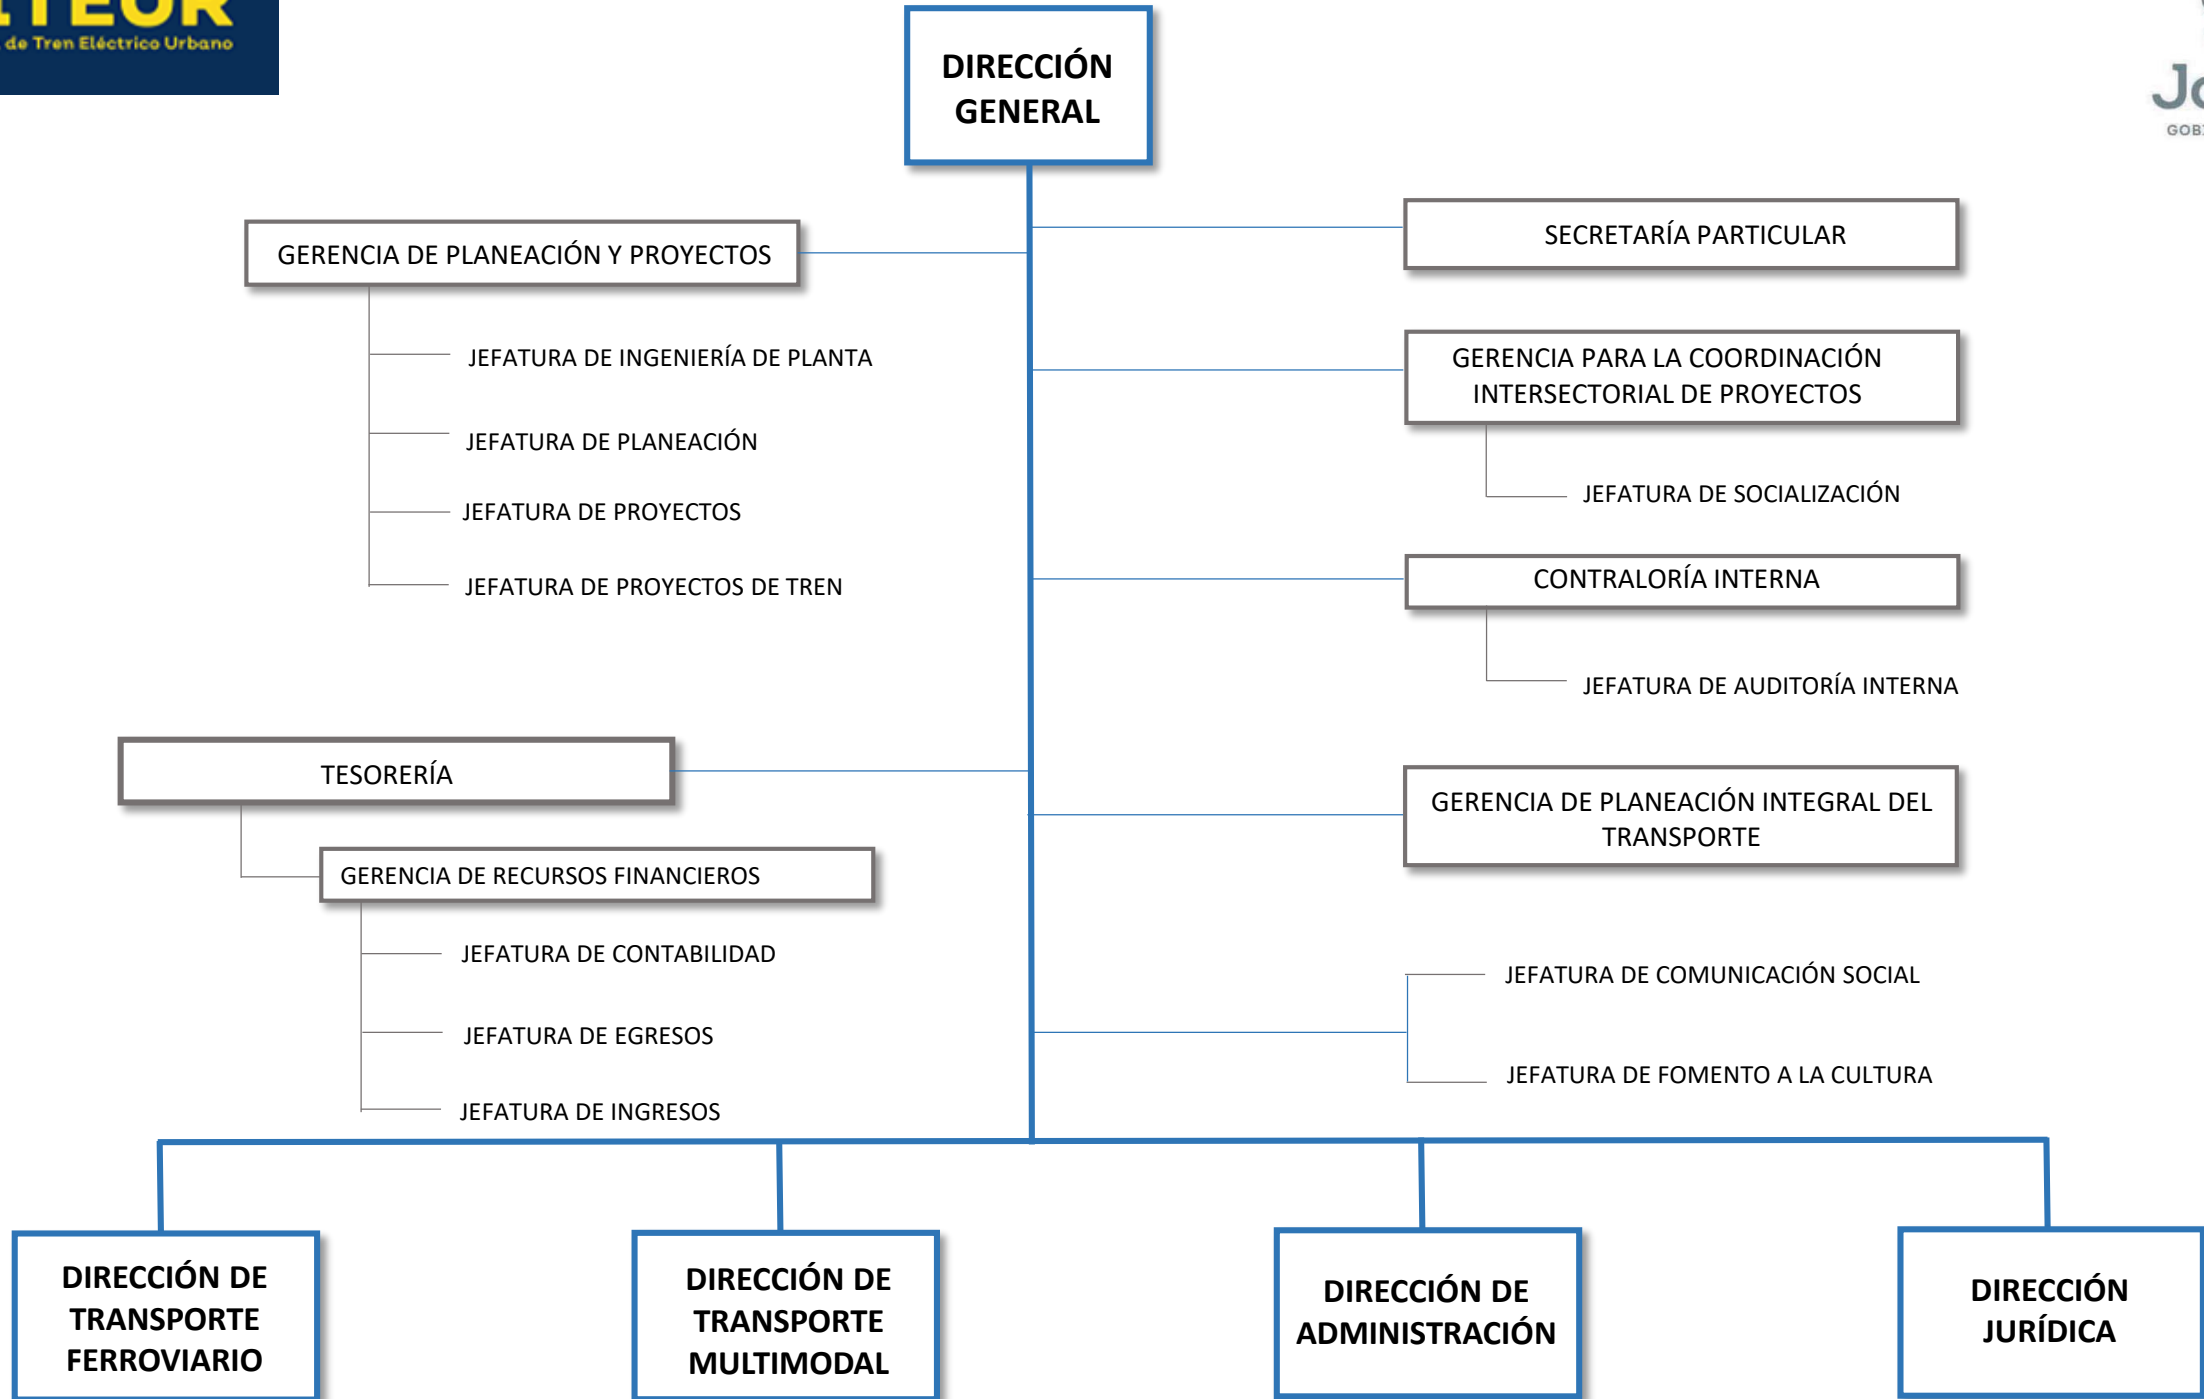 de Tren Eléctrico Urbano
DIRECCIÓN
GENERAL
GERENCIA DE PLANEACIÓN Y PROYECTOS
JEFATURA DE INGENIERÍA DE PLANTA
JEFATURA DE PLANEACIÓN
JEFATURA DE PROYECTOS
JEFATURA DE PROYECTOS DE TREN
SECRETARÍA PARTICULAR
GERENCIA PARA LA COORDINACIÓN
INTERSECTORIAL DE PROYECTOS
JEFATURA DE SOCIALIZACIÓN
CONTRALORÍA INTERNA
JEFATURA DE AUDITORÍA INTERNA
TESORERÍA
GERENCIA DE RECURSOS FINANCIEROS
JEFATURA DE CONTABILIDAD
JEFATURA DE EGRESOS
JEFATURA DE INGRESOS
GERENCIA DE PLANEACIÓN INTEGRAL DEL
TRANSPORTE
JEFATURA DE COMUNICACIÓN SOCIAL
JEFATURA DE FOMENTO A LA CULTURA
DIRECCIÓN DE
TRANSPORTE
FERROVIARIO
DIRECCIÓN DE
TRANSPORTE
MULTIMODAL
DIRECCIÓN DE
ADMINISTRACIÓN
DIRECCIÓN
JURÍDICA